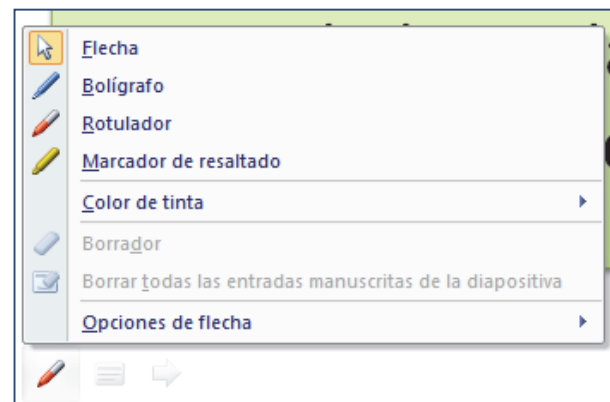 Flecha
Bolígrafo
Rotulador
Marcador de resaltado
Color de tinta
Borrador
Borrar todas las entradas manuscritas de la diapositiva
Opciones de flecha